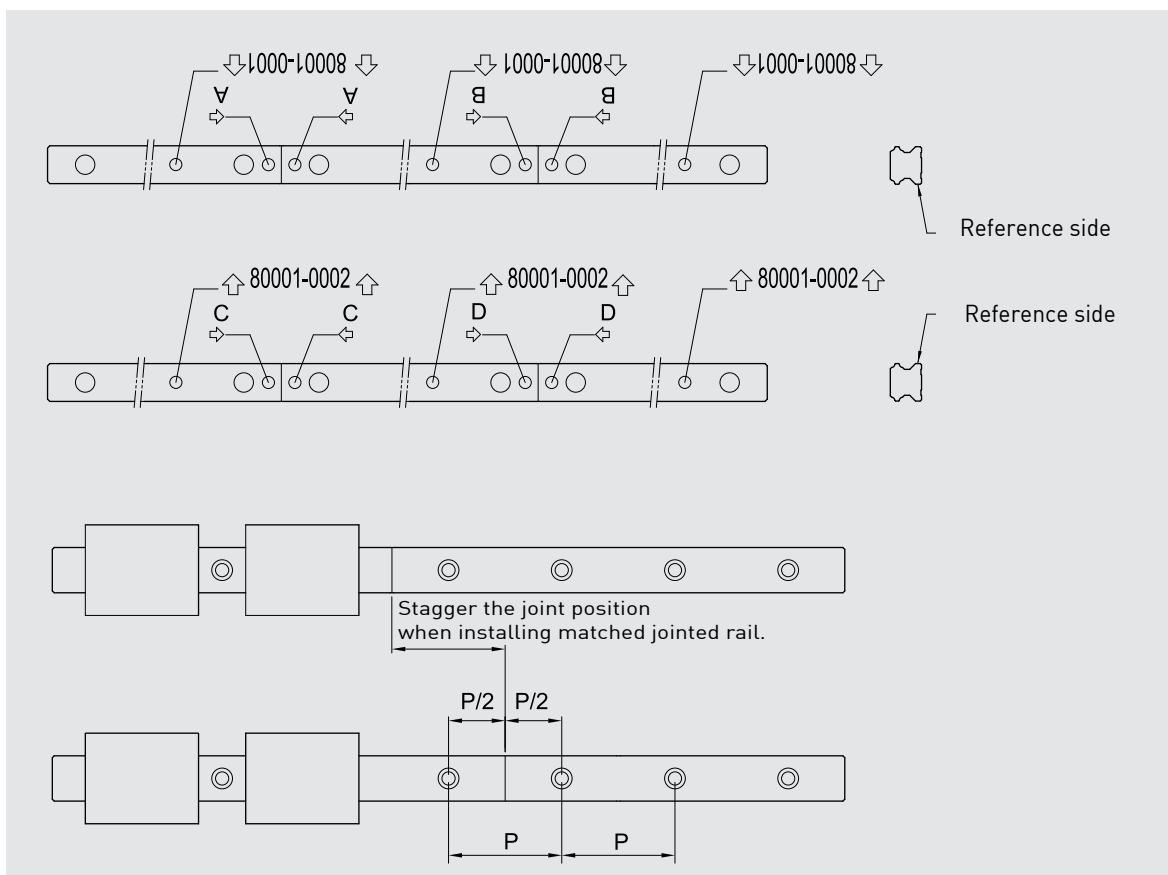 80001-0001 80001-0001 80001-0001
A A B B
Reference side
80001-0002 80001-0002 80001-0002
C C D D
Reference side
Stagger the joint position
when installing matched jointed rail.
P/2 P/2
P P